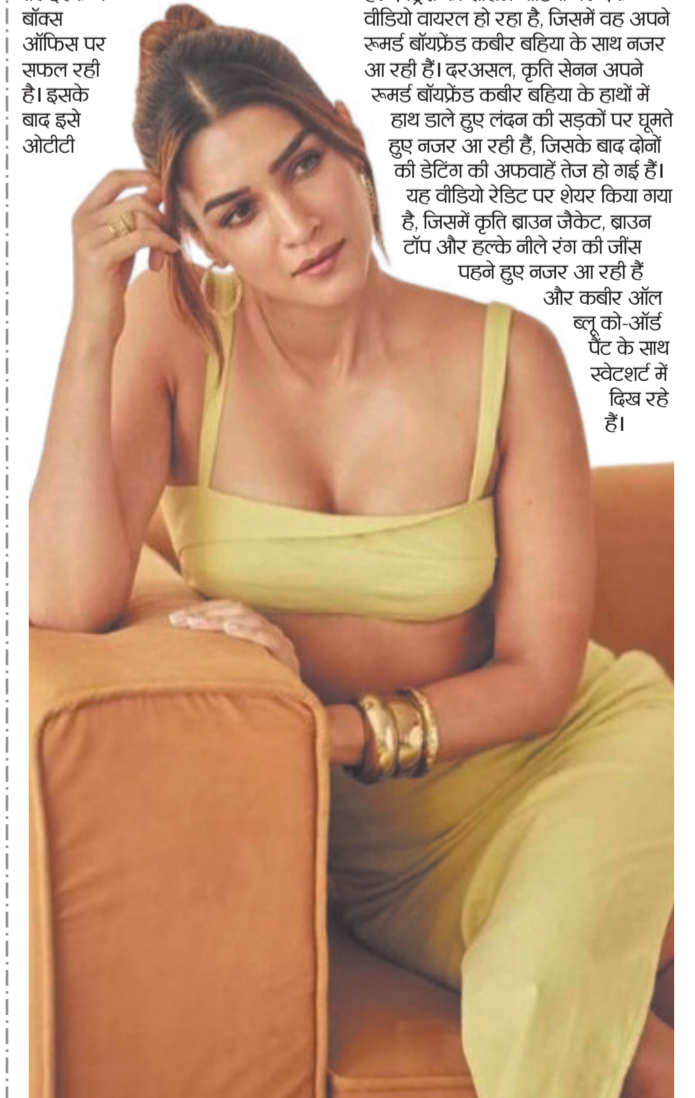 बॉक्स
ऑफिस पर
सफल रही
है। इसके
बाद इसे
ओटीटी
वीडियो वायरल हो रहा है, जिसमें वह अपने
रूमर्ड बॉयफ्रेंड कबीर बहिया के साथ नजर
आ रही हैं। दरअसल, कृति सेनन अपने
रूमर्ड बॉयफ्रेंड कबीर बहिया के हाथों में
हाथ डाले हुए लंदन की सड़कों पर घूमते
हुए नजर आ रही हैं, जिसके बाद दोनों
की डेटिंग की अफवाहें तेज हो गई हैं।
यह वीडियो रेडिट पर शेयर किया गया
है, जिसमें कृति ब्राउन जैकेट, ब्राउन
टॉप और हल्के नीले रंग की जींस
पहने हुए नजर आ रही हैं
और कबीर ऑल
ब्लू को-ऑर्ड
पैंट के साथ
स्वेटशर्ट में
दिख रहे
हैं।